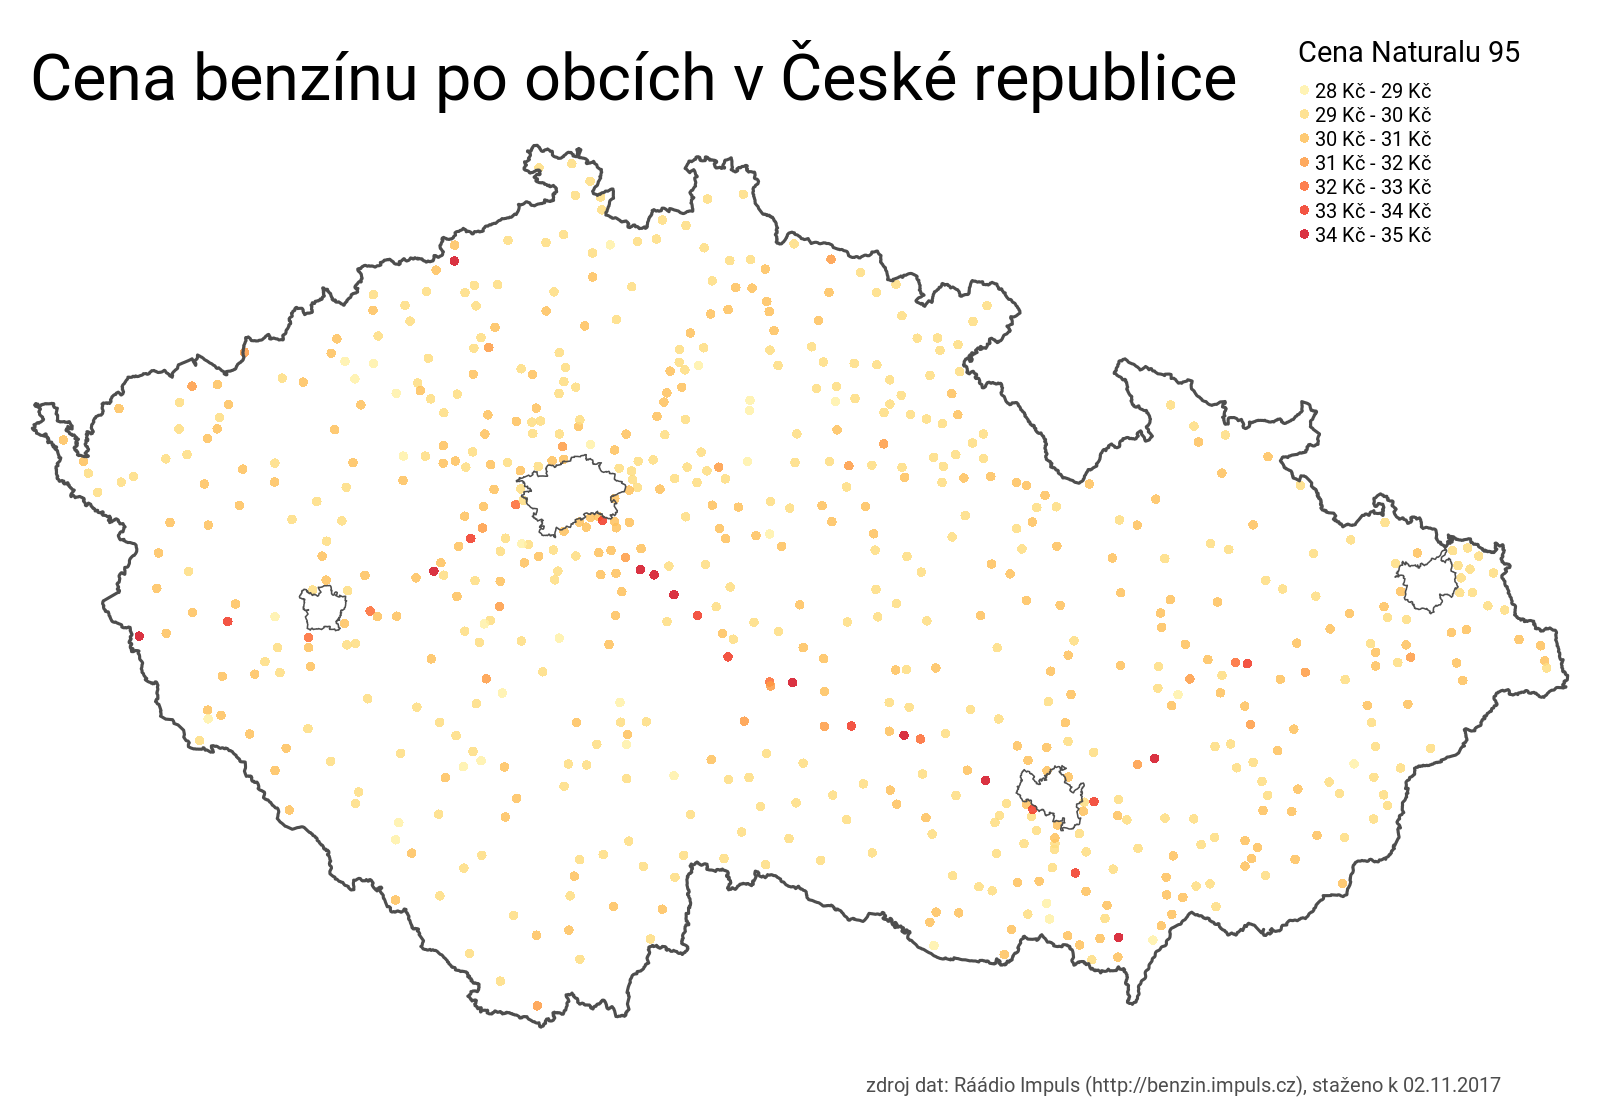 Cena benzínu po obcích v České republice
Cena Naturalu 95
28 Kč - 29 Kč
29 Kč - 30 Kč
30 Kč - 31 Kč
31 Kč - 32 Kč
32 Kč - 33 Kč
33 Kč - 34 Kč
34 Kč - 35 Kč
zdroj dat: Ráádio Impuls (http://benzin.impuls.cz), staženo k 02.11.2017